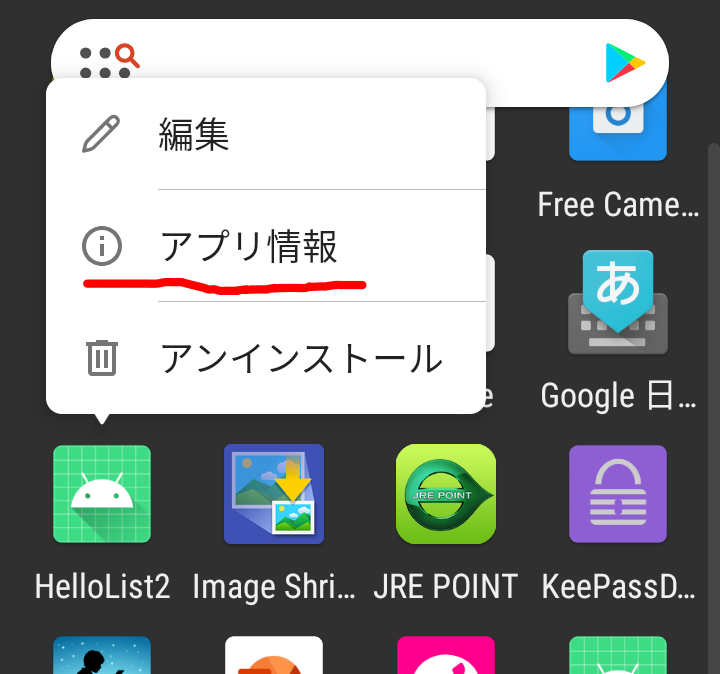 編集
Free Came...
アプリ情報
あ
アンインストール
e
Google 日...
JRE POINT
HelloList2
Image Shri...
JRE POINT
KeePassD...